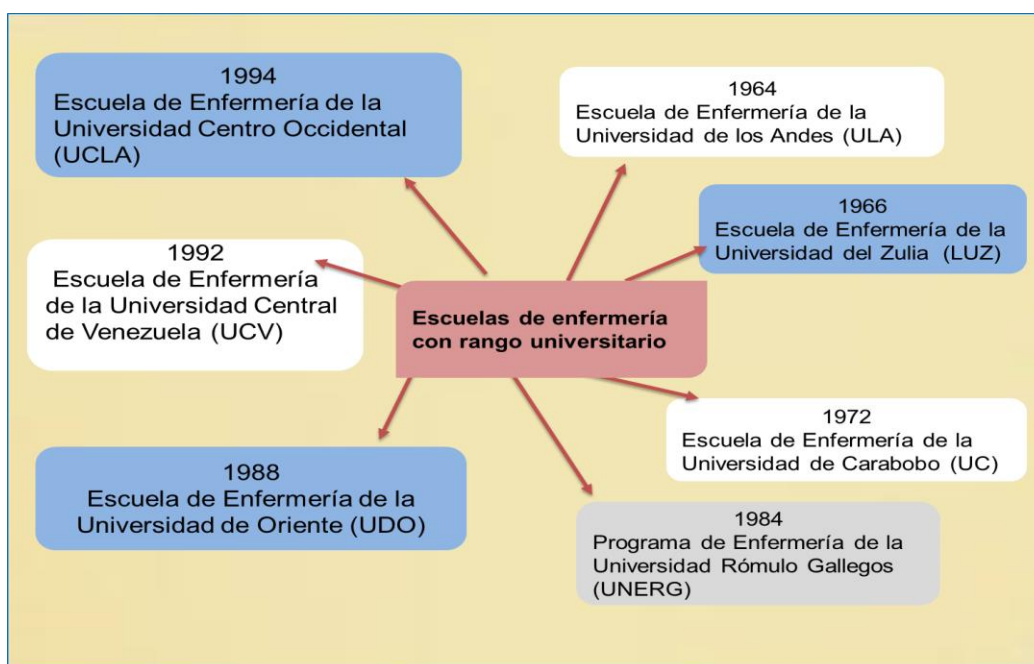 Escuelas de enfermería
con rango universitario
1964
Escuela de Enfermería de la
Universidad de los Andes (ULA)
1966
Escuela de Enfermería de la
Universidad del Zulia (LUZ)
1972
Escuela de Enfermería de la
Universidad de Carabobo (UC)
1984
Programa de Enfermería de la
Universidad Rómulo Gallegos
(UNERG)
1988
Escuela de Enfermería de la
Universidad de Oriente (UDO)
1992
Escuela de Enfermería
de la Universidad Central
de Venezuela (UCV)
1994
Escuela de Enfermería de la
Universidad Centro Occidental
(UCLA)